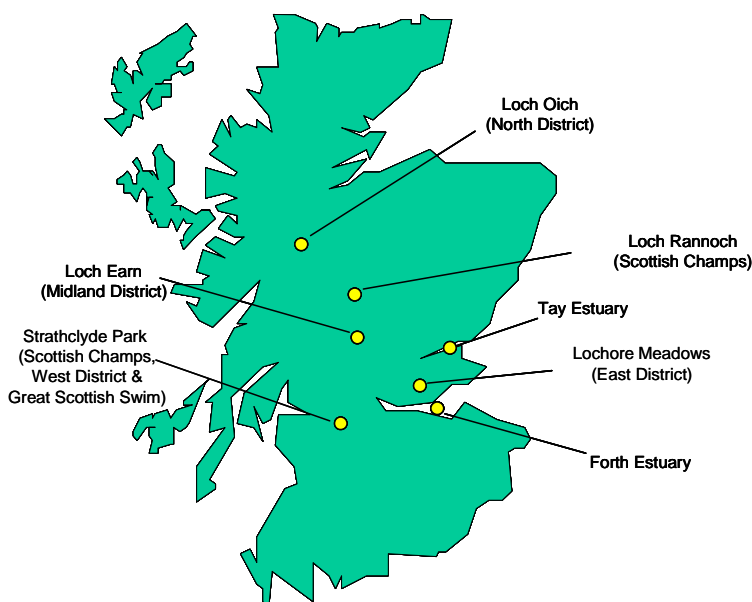 Loch Oich
(North District)
Loch Rannoch
(Scottish Champs)
Loch Earn
(Midland District)
Tay Estuary
Strathclyde Park
(Scottish Champs,
West District &
Great Scottish Swim)
Lochore Meadows
(East District)
Forth Estuary